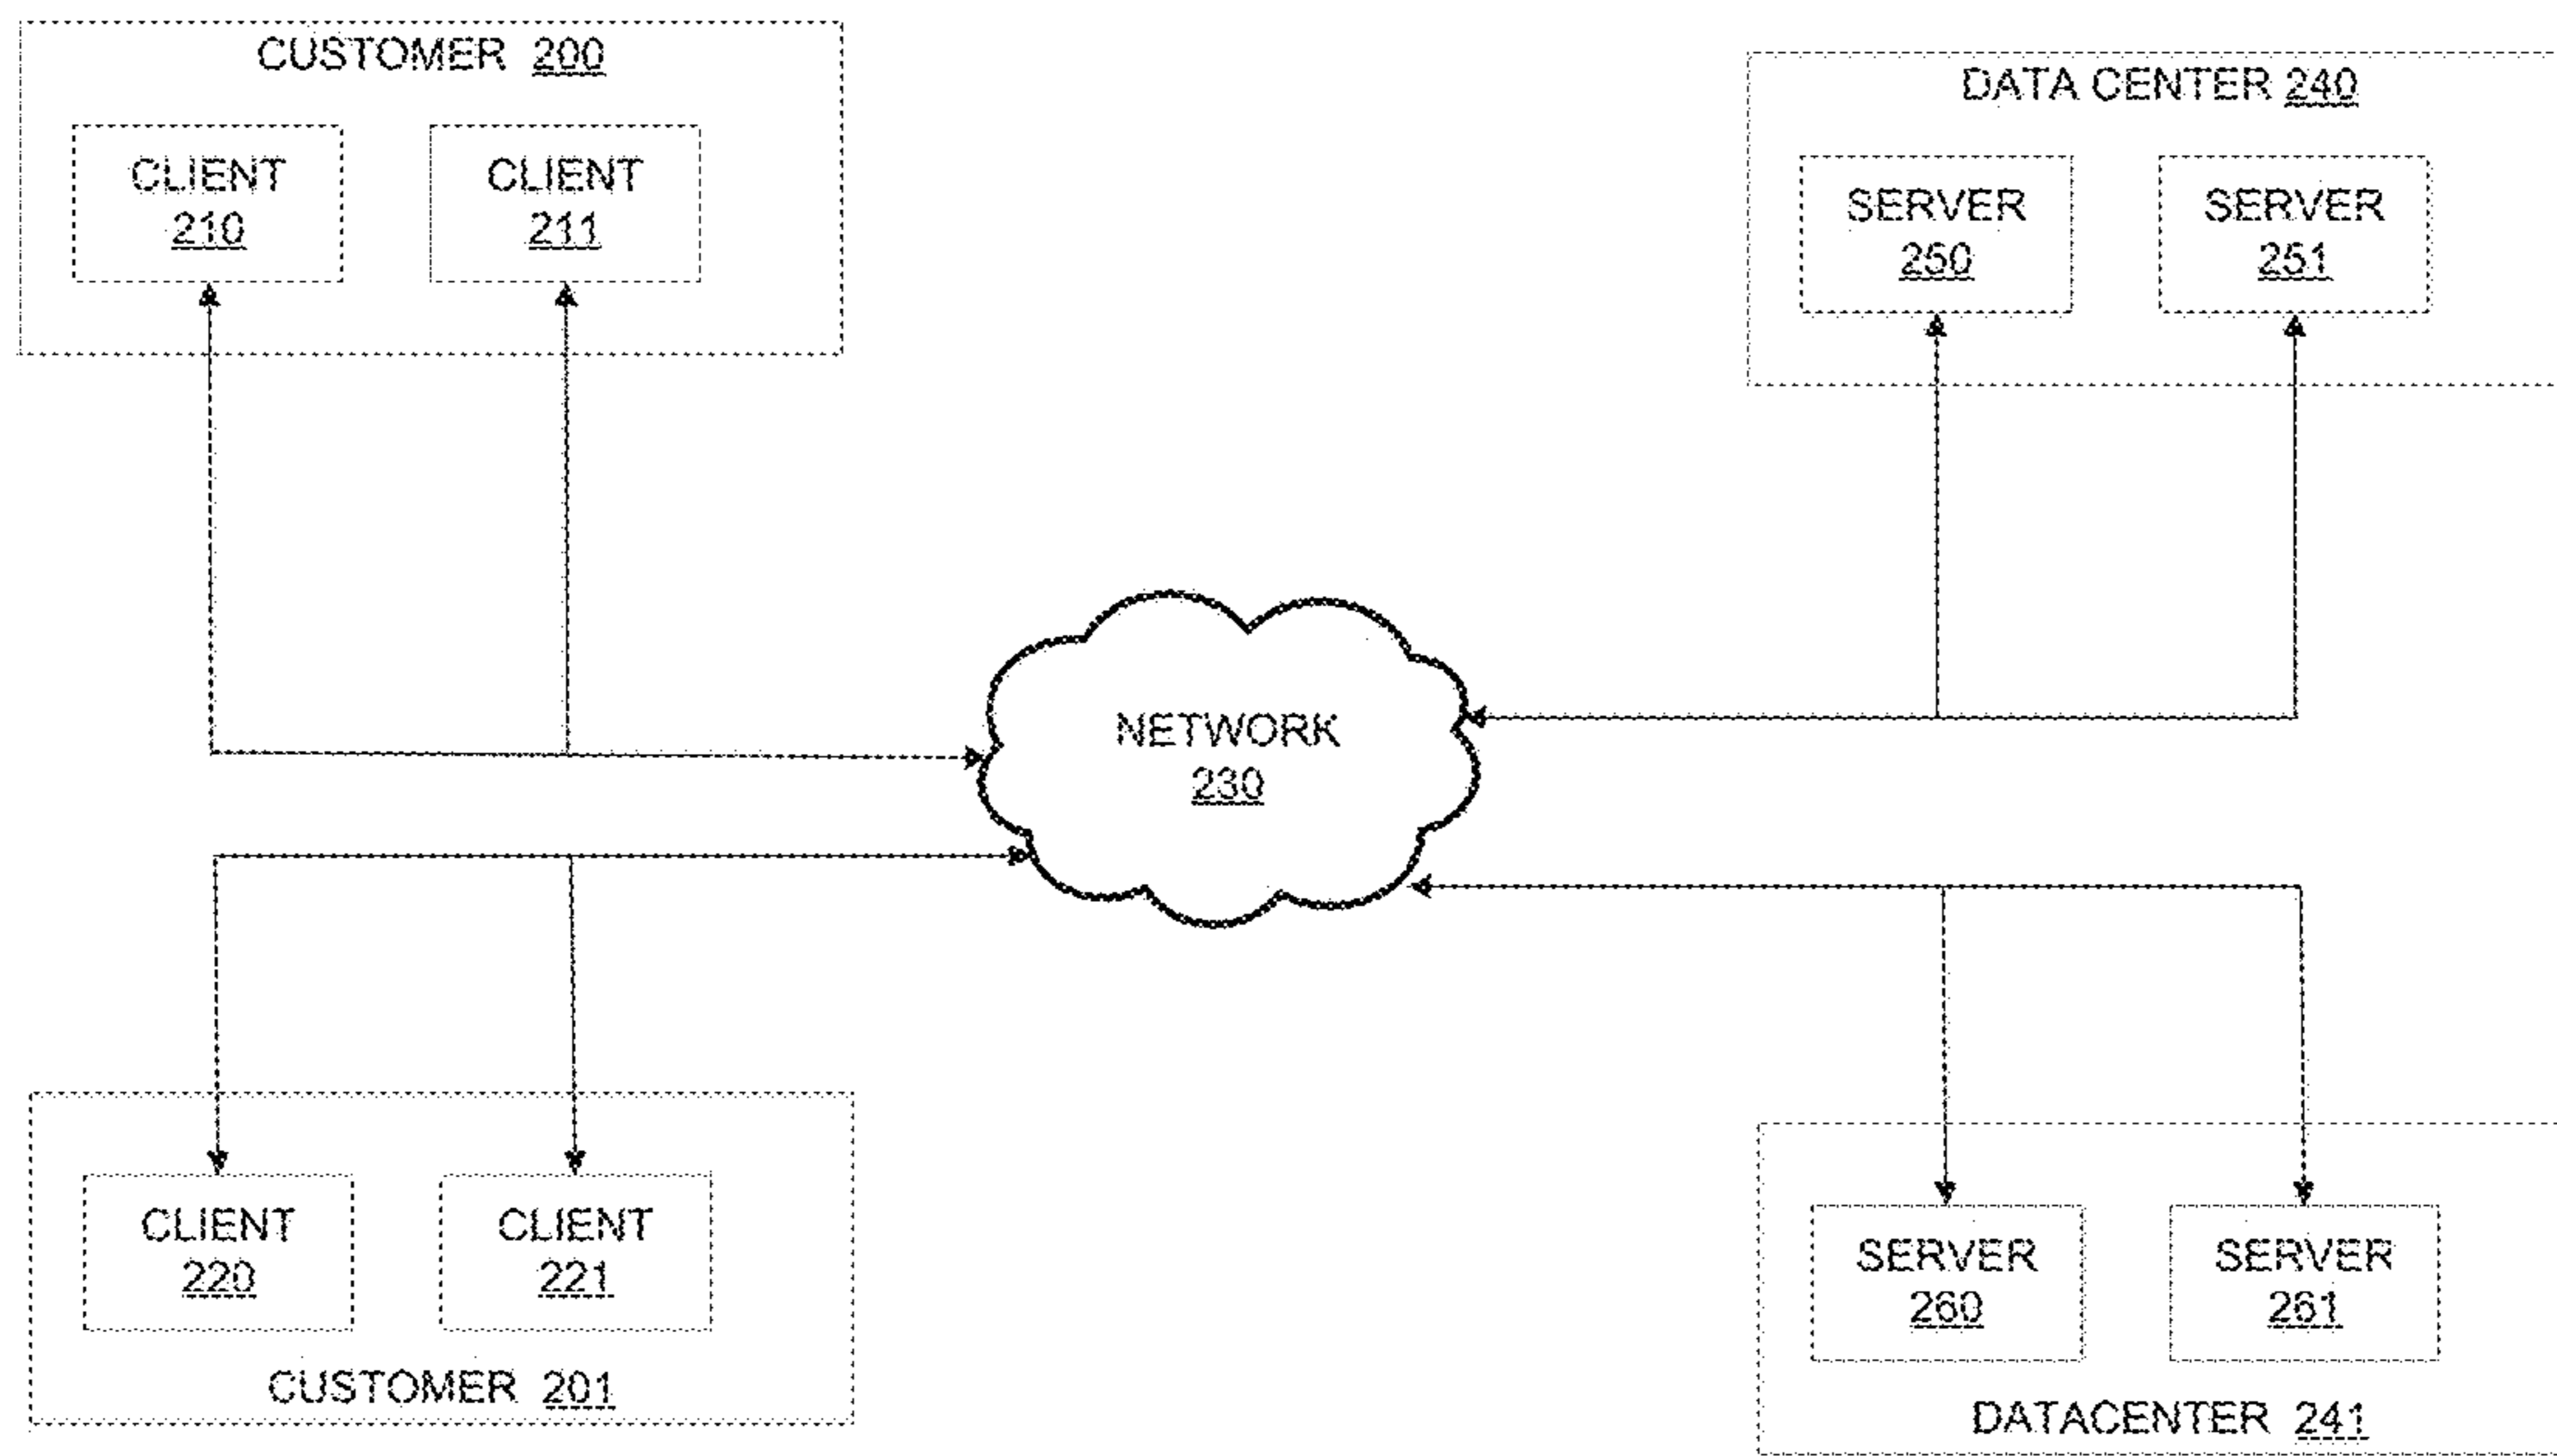 CUSTOMER 200
CLIENT
210
CLIENT
211
DATA CENTER 240
SERVER
250
SERVER
251
NETWORK
230
CLIENT
220
CLIENT
221
CUSTOMER 201
SERVER
260
SERVER
261
DATACENTER 241